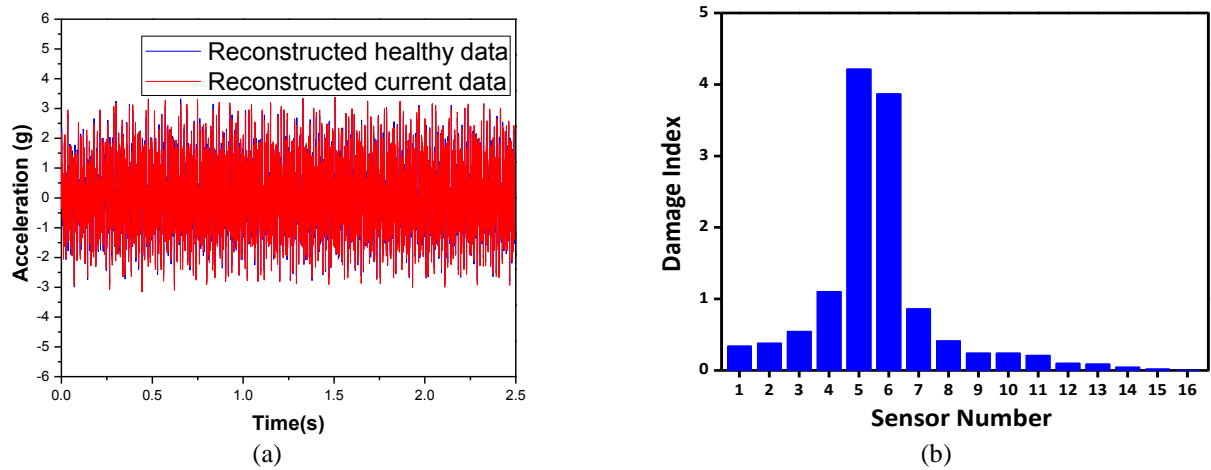 6
5
4
3
2
1
0
-1
-2
-3
-4
-5
-6
Acceleration (g)
Reconstructed healthy data
Reconstructed current data
0.0 0.5 1.0 1.5 2.0 2.5
Time(s)
(a)
5
4
3
2
1
0
Damage Index
1 2 3 4 5 6 7 8 9 10 11 12 13 14 15 16
Sensor Number
(b)